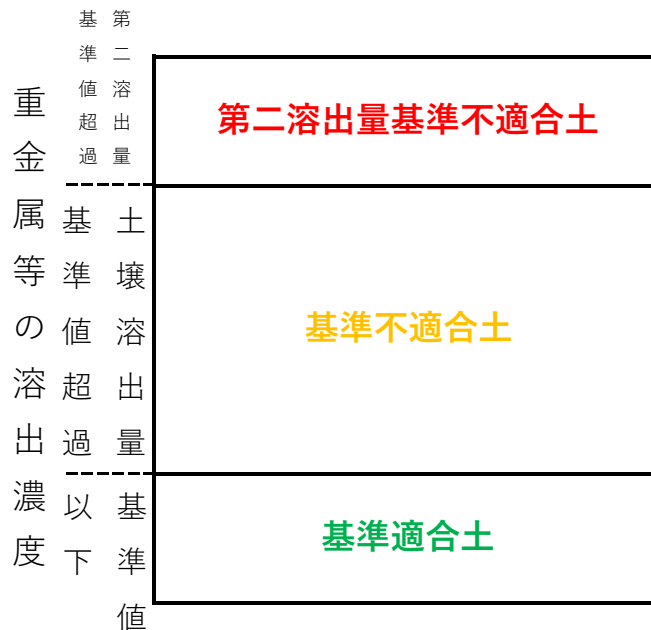 重金属等の溶出濃度
第二溶出量
基準値超過
第二溶出量基準不適合土
土壌溶出量
基準値超過
基準不適合土
基準値
以下
基準適合土